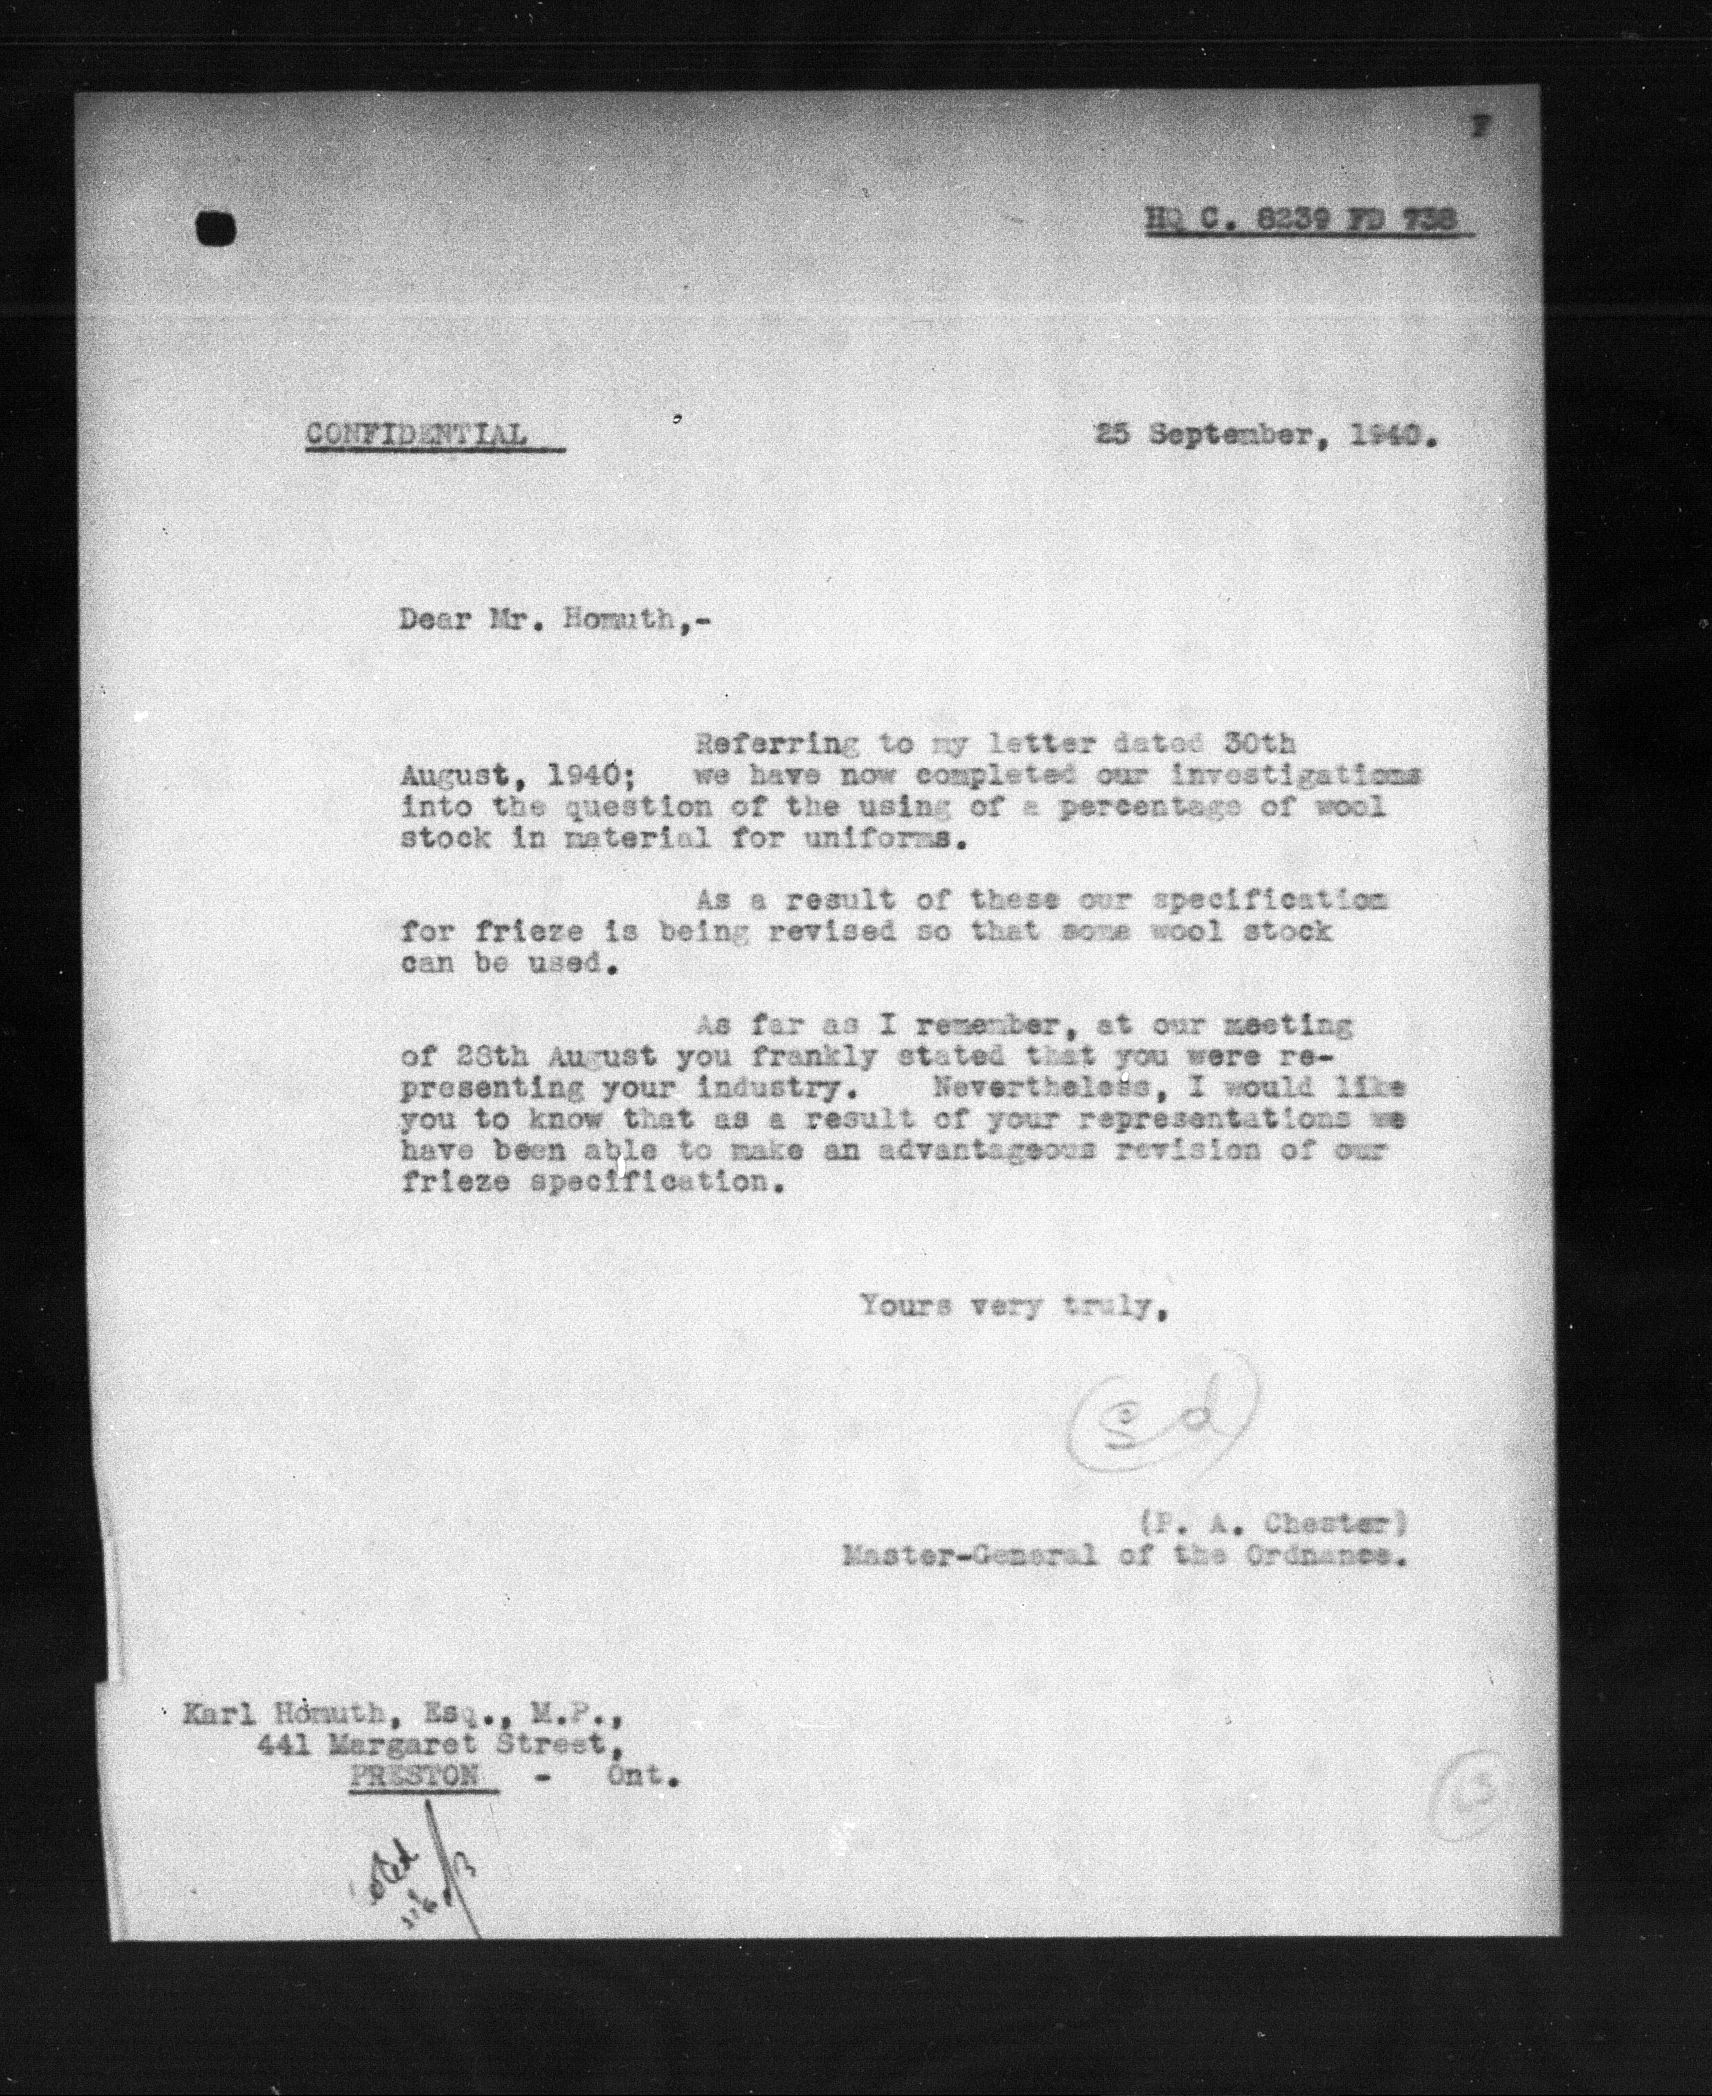 F
HQ C. 8239 FD 738
CONFIDENTIAL
25 September, 1940.
Dear Mr. Homuth,-
Referring to my letter dated 30th
August, 1940; we have now completed our investigations
into the question of the using of a percentage of wool
stock in material for uniforms.
As a result of these our specification
for frieze is being revised so that some wool stock
can be used.
As far as I remember, at our meeting
of 28th August you frankly stated that you were re-
presenting your industry. Nevertheless, I would like
you to know that as a result of your representations we
have been able to make an advantageous revision of our
frieze specification.
Yours very truly,
(Sd)
(P. A. Chester)
Master-General of the Ordnance.
Karl Homuth, Esq., M.P.,
441 Margaret Street,
PRESTON - Ont.
63